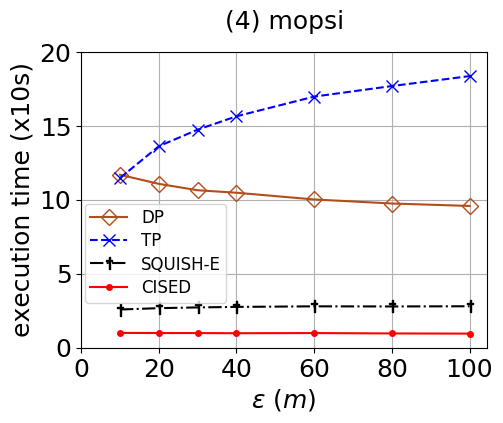 (4) mopsi
execution time (x10s)
20
15
10
5
0
DP
TP
SQUISH-E
CISED
0 20 40 60 80 100
ε (m)